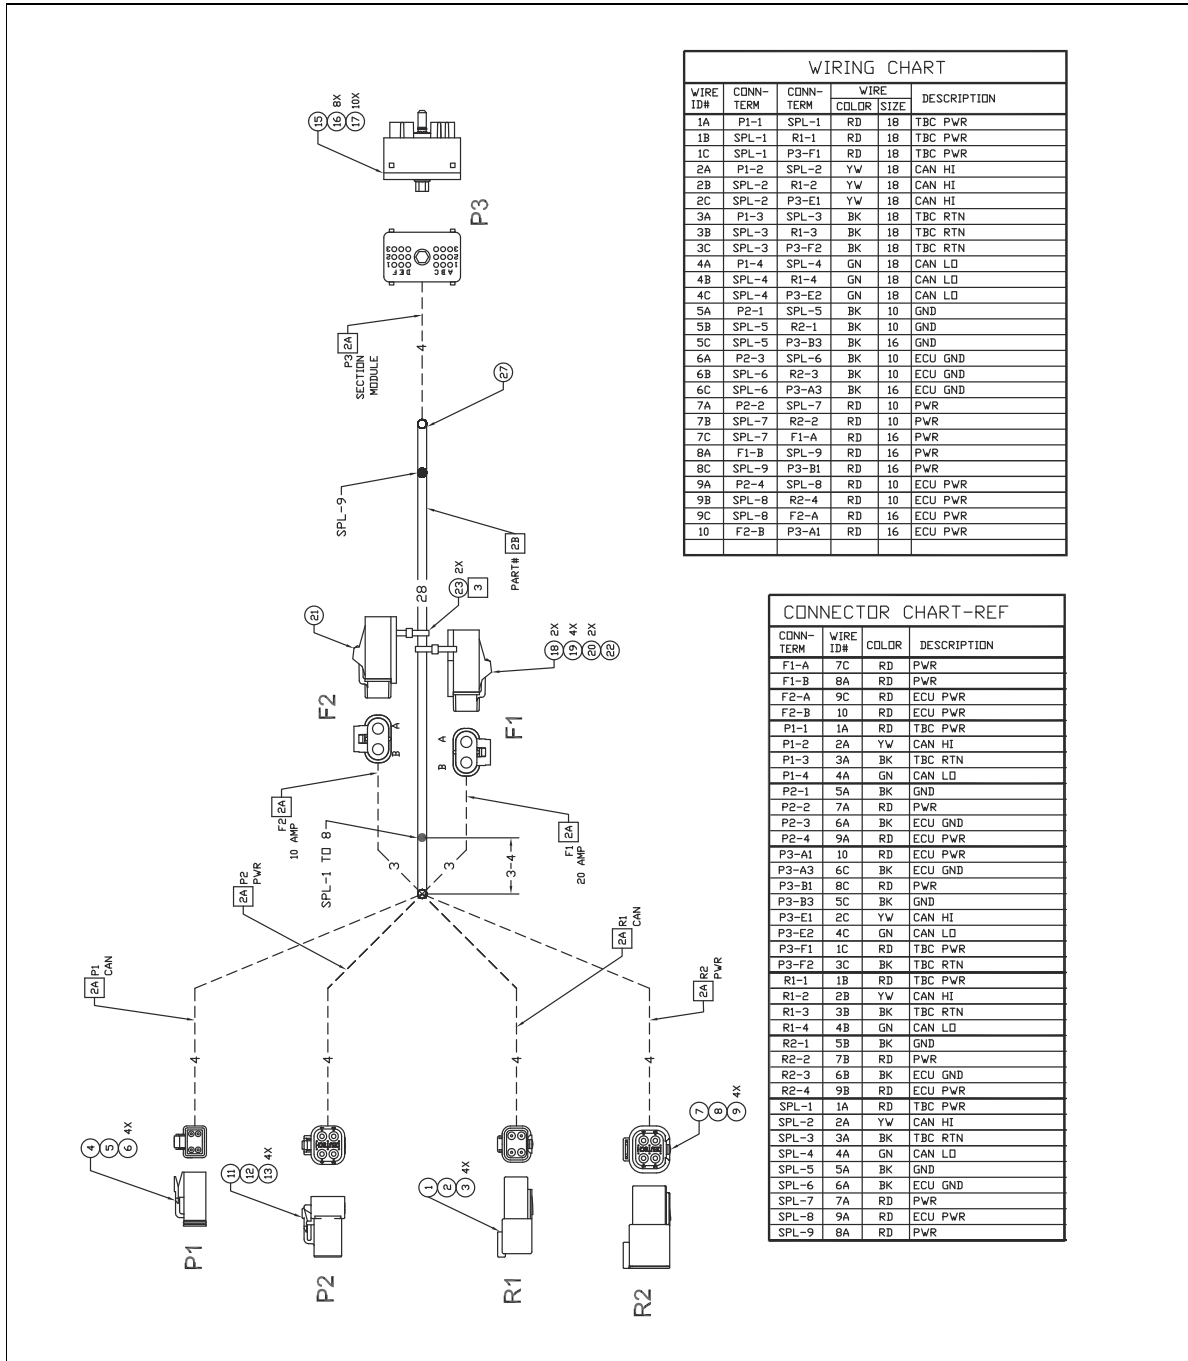 WIRING CHART
WIRE ID# CONN-TERM CONN-TERM WIRE COLOR SIZE DESCRIPTION
1A P1-1 SPL-1 RD 18 TBC PWR
1B SPL-1 R1-1 RD 18 TBC PWR
1C SPL-1 P3-F1 RD 18 TBC PWR
2A P1-2 SPL-2 YW 18 CAN HI
2B SPL-2 R1-2 YW 18 CAN HI
2C SPL-2 P3-E1 YW 18 CAN HI
3A P1-3 SPL-3 BK 18 TBC RTN
3B SPL-3 R1-3 BK 18 TBC RTN
3C SPL-3 P3-F2 BK 18 TBC RTN
4A P1-4 SPL-4 GN 18 CAN LO
4B SPL-4 R1-4 GN 18 CAN LO
4C SPL-4 P3-E2 GN 18 CAN LO
5A P2-1 SPL-5 BK 10 GND
5B SPL-5 R2-1 BK 10 GND
5C SPL-5 P3-B3 BK 16 GND
6A P2-3 SPL-6 BK 10 ECU GND
6B SPL-6 R2-3 BK 10 ECU GND
6C SPL-6 P3-A3 BK 16 ECU GND
7A P2-2 SPL-7 RD 10 PWR
7B SPL-7 R2-2 RD 10 PWR
7C SPL-7 F1-A RD 16 PWR
8A F1-B SPL-9 RD 16 PWR
8C SPL-9 P3-B1 RD 16 PWR
9A P2-4 SPL-8 RD 10 ECU PWR
9B SPL-8 R2-4 RD 10 ECU PWR
9C SPL-8 F2-A RD 16 ECU PWR
10 F2-B P3-A1 RD 16 ECU PWR
CONNECTOR CHART-REF
CONN-TERM WIRE ID# COLOR DESCRIPTION
F1-A 7C RD PWR
F1-B 8A RD PWR
F2-A 9C RD ECU PWR
F2-B 10 RD ECU PWR
P1-1 1A RD TBC PWR
P1-2 2A YW CAN HI
P1-3 3A BK TBC RTN
P1-4 4A GN CAN LO
P2-1 5A BK GND
P2-2 7A RD PWR
P2-3 6A BK ECU GND
P2-4 9A RD ECU PWR
P3-A1 10 RD ECU PWR
P3-A3 6C BK ECU GND
P3-B1 8C RD PWR
P3-B3 5C BK GND
P3-E1 2C YW CAN HI
P3-E2 4C GN CAN LO
P3-F1 1C RD TBC PWR
P3-F2 3C BK TBC RTN
R1-1 1B RD TBC PWR
R1-2 2B YW CAN HI
R1-3 3B BK TBC RTN
R1-4 4B GN CAN LO
R2-1 5B BK GND
R2-2 7B RD PWR
R2-3 6B BK ECU GND
R2-4 9B RD ECU PWR
SPL-1 1A RD TBC PWR
SPL-2 2A YW CAN HI
SPL-3 3A BK TBC RTN
SPL-4 4A GN CAN LO
SPL-5 5A BK GND
SPL-6 6A BK ECU GND
SPL-7 7A RD PWR
SPL-8 9A RD ECU PWR
SPL-9 8A RD PWR
15
16 8X
17 10X
P3
D E F
A B C
1 2 3
1 2 3
P3 2A
SECTION
MODULE
4
27
SPL-9
PART# 2B
28
23 2X
3
21
18 2X
19 4X
20 2X
22
F2
F1
A
B
A
B
F2 2A
10 AMP
F1 2A
20 AMP
SPL-1 TO 8
3
3
3-4
2A P2
PWR
2A P1
CAN
2A R1
CAN
2A R2
PWR
4
4
4
4
4
5
6 4X
11
12
13 4X
1
2
3 4X
7
8
9 4X
P1
P2
R1
R2